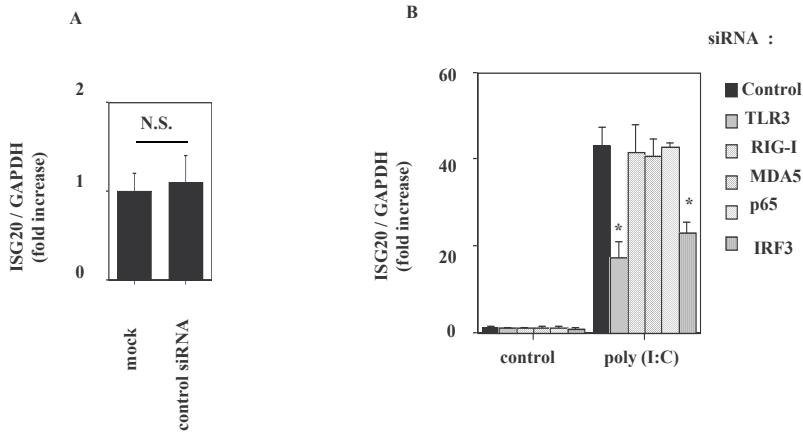 A
ISG20 / GAPDH
(fold increase)
2
1
0
N.S.
mock
control siRNA
B
siRNA :
ISG20 / GAPDH
(fold increase)
60
40
20
0
*
*
control
poly (I:C)
Control
TLR3
RIG-I
MDA5
p65
IRF3